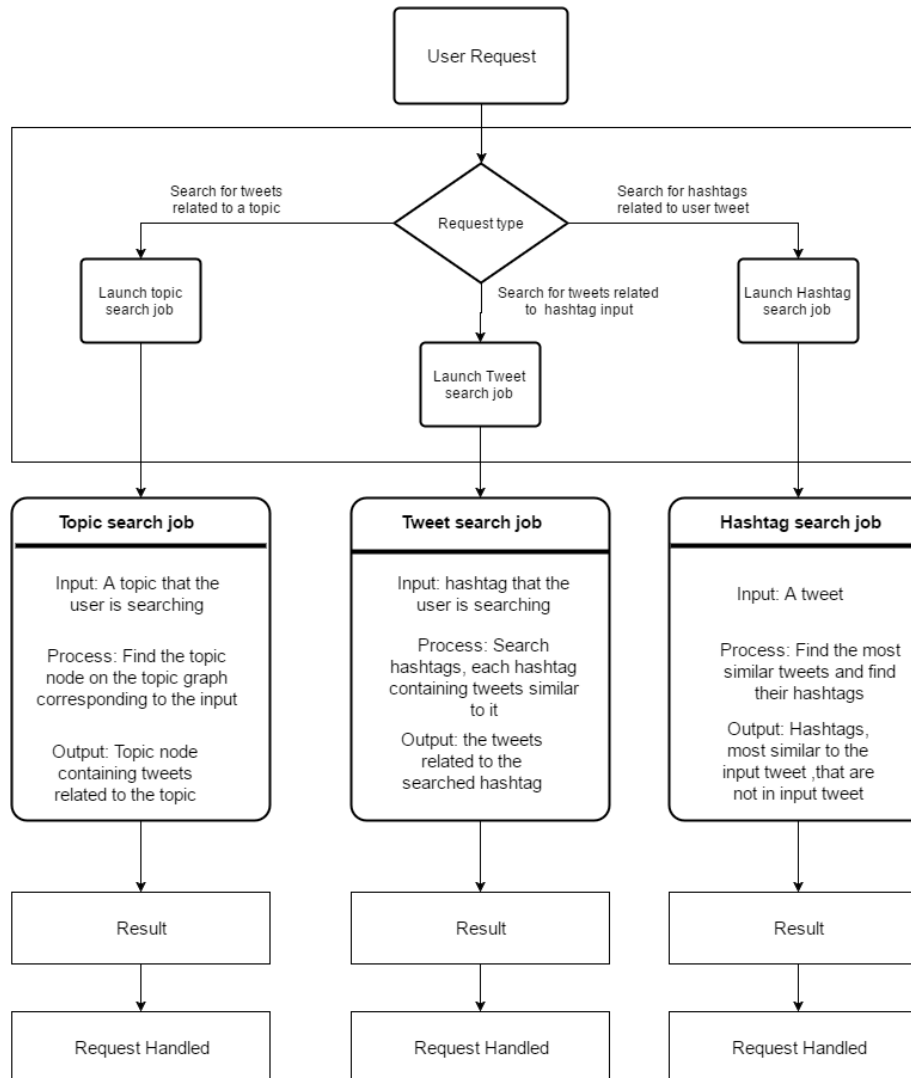 User Request
Search for tweets
related to a topic
Request type
Search for hashtags
related to user tweet
Launch topic
search job
Search for tweets related
to hashtag input
Launch Hashtag
search job
Launch Tweet
search job
Topic search job
Input: A topic that the
user is searching
Process: Find the topic
node on the topic graph
corresponding to the input
Output: Topic node
containing tweets
related to the topic
Tweet search job
Input: hashtag that the
user is searching
Process: Search
hashtags, each hashtag
containing tweets similar
to it
Output: the tweets
related to the
searched hashtag
Hashtag search job
Input: A tweet
Process: Find the most
similar tweets and find
their hashtags
Output: Hashtags,
most similar to the
input tweet ,that are
not in input tweet
Result
Result
Result
Request Handled
Request Handled
Request Handled